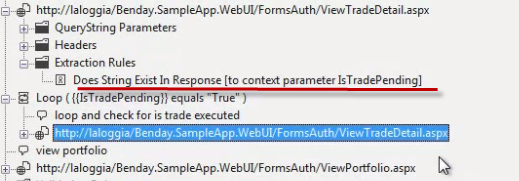 http://laloggia/Benday.SampleApp.WebUI/FormsAuth/ViewTradeDetail.aspx
QueryString Parameters
Headers
Extraction Rules
Does String Exist In Response [to context parameter IsTradePending]
Loop ( {{IsTradePending}} equals "True" )
loop and check for is trade executed
http://laloggia/Benday.SampleApp.WebUI/FormsAuth/ViewTradeDetail.aspx
view portfolio
http://laloggia/Benday.SampleApp.WebUI/FormsAuth/ViewPortfolio.aspx